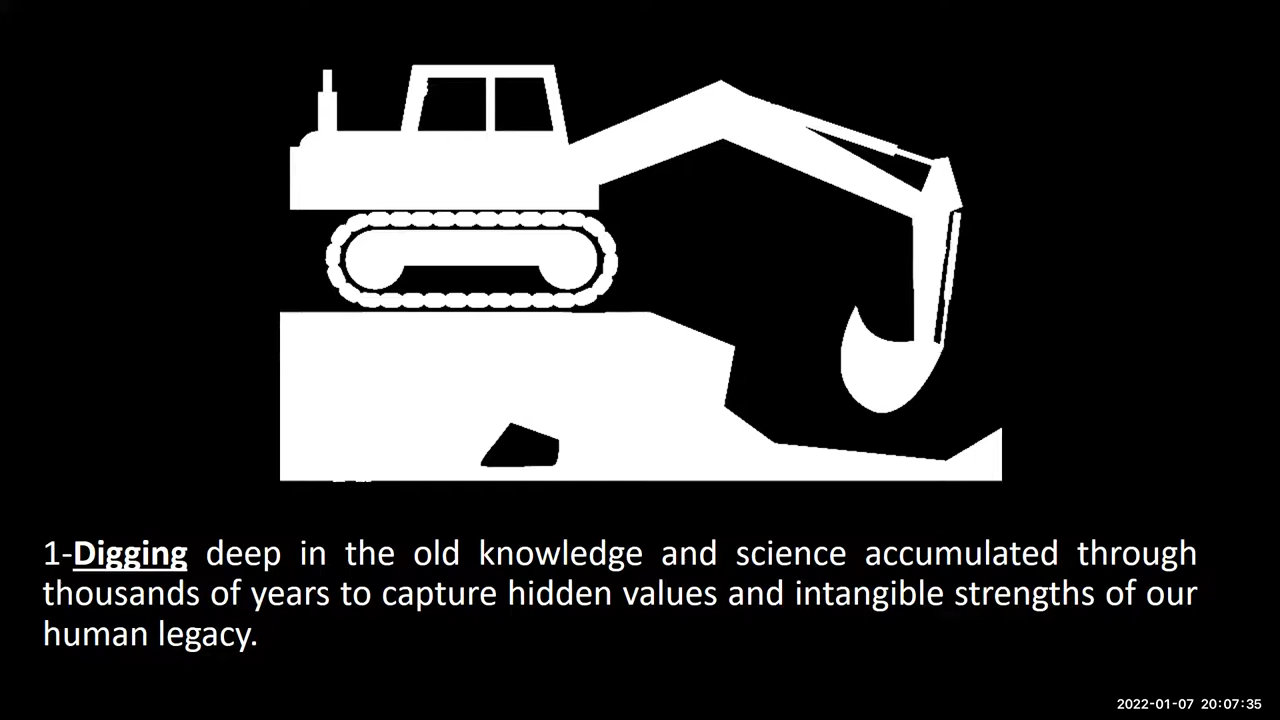 1-Digging deep in the old knowledge and science accumulated through
thousands of years to capture hidden values and intangible strengths of our
human legacy.
2022-01-07 20:07:35